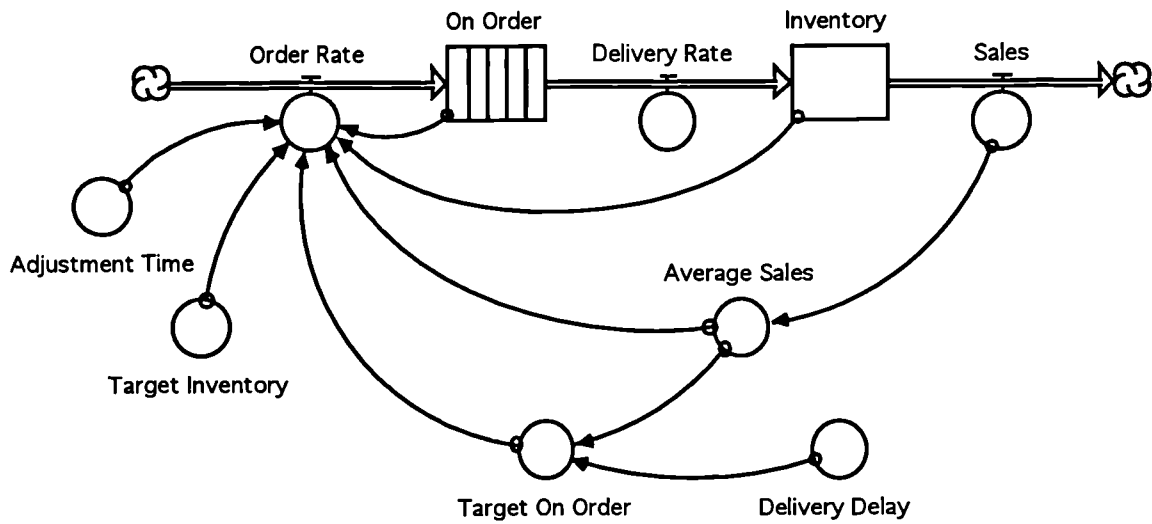 On Order
Inventory
Order Rate
Delivery Rate
Sales
Adjustment Time
Average Sales
Target Inventory
Target On Order
Delivery Delay